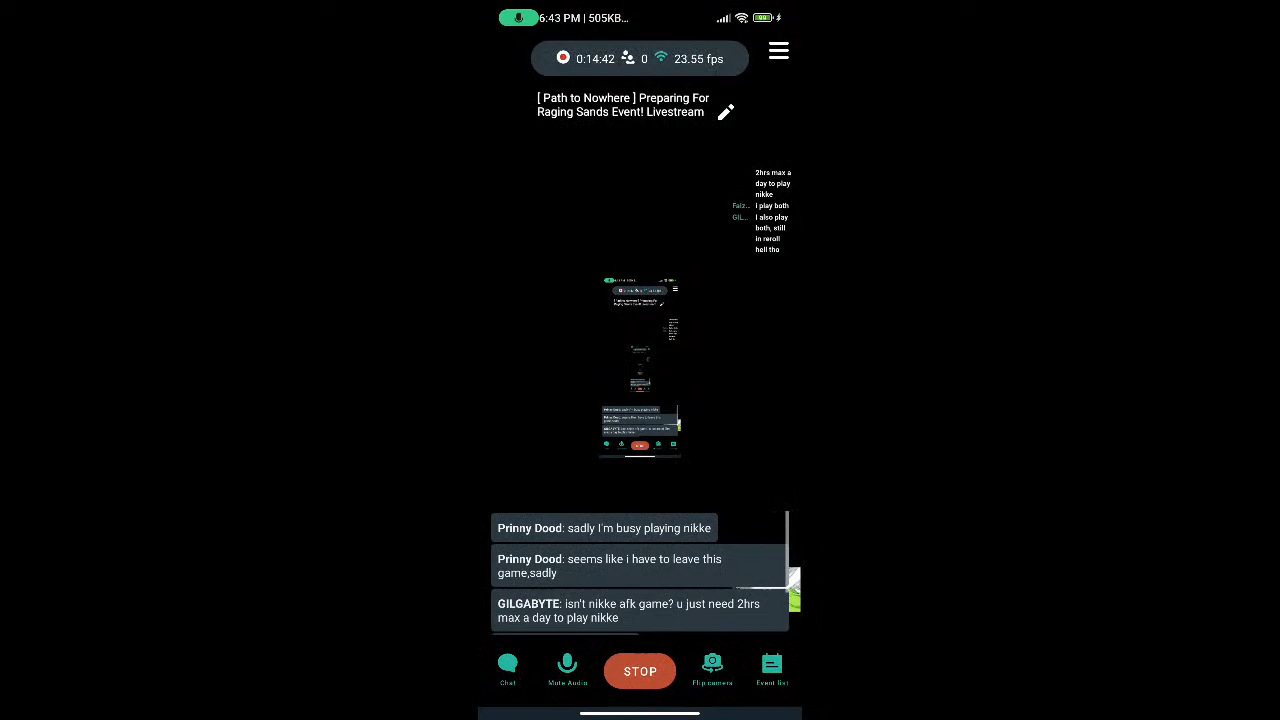 6:43 PM | 505KB...
99
0:14:42 0 23.55 fps
[ Path to Nowhere ] Preparing For
Raging Sands Event! Livestream
2hrs max a
day to play
nikke
Faiz... i play both
GIL... I also play
both, still
in reroll
hell tho
Prinny Dood: sadly I'm busy playing nikke
Prinny Dood: seems like i have to leave this
game,sadly
GILGABYTE: isn't nikke afk game? u just need 2hrs
max a day to play nikke
Chat
Mute Audio
STOP
Flip camera
Event list